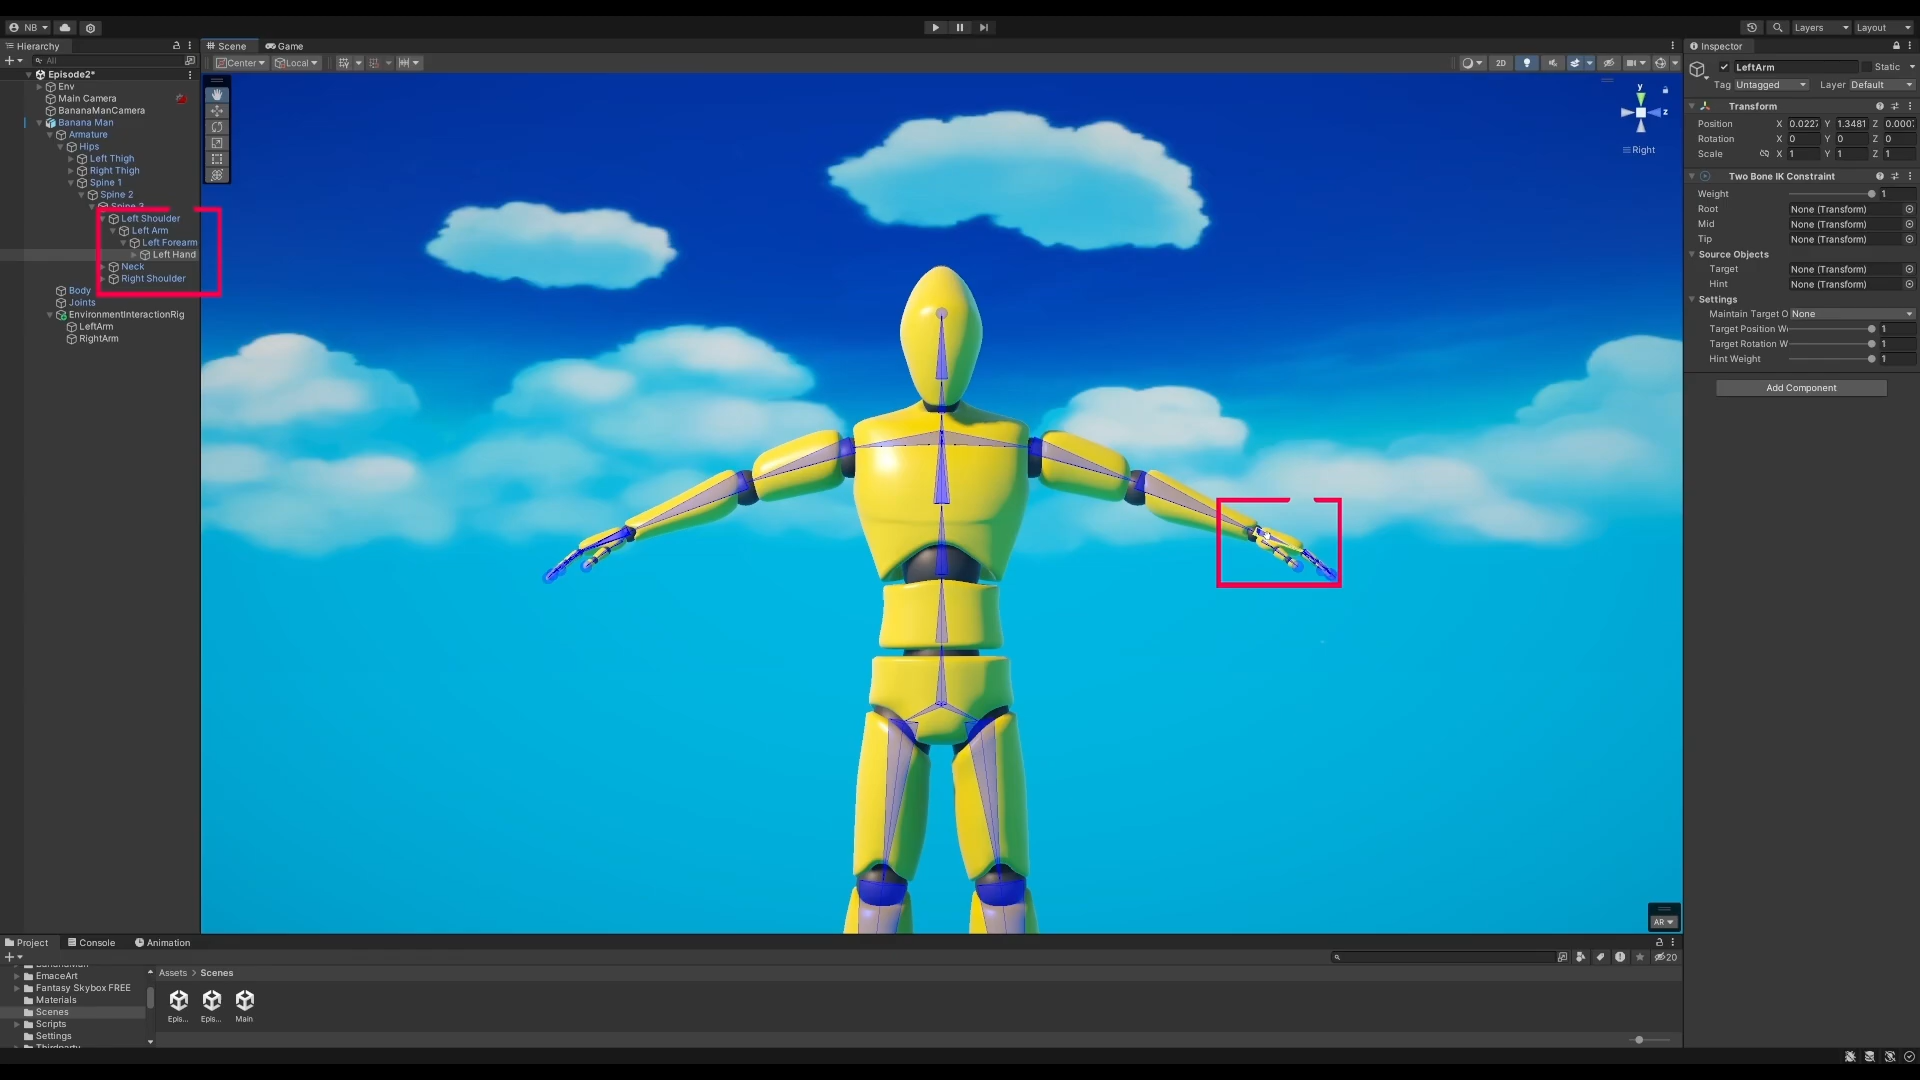 NB
Layers
Layout
Hierarchy
All
Episode2*
Env
Main Camera
BananaManCamera
Banana Man
Armature
Hips
Left Thigh
Right Thigh
Spine 1
Spine 2
Left Shoulder
Left Arm
Left Forearm
Left Hand
Neck
Right Shoulder
Body
Joints
EnvironmentInteractionRig
LeftArm
RightArm
Scene
Game
Center
Local
2D
y
z
Right
AR
Inspector
LeftArm
Static
Tag Untagged Layer Default
Transform
Position X 0.0227 Y 1.3481 Z 0.0007
Rotation X 0 Y 0 Z 0
Scale X 1 Y 1 Z 1
Two Bone IK Constraint
Weight 1
Root None (Transform)
Mid None (Transform)
Tip None (Transform)
Source Objects
Target None (Transform)
Hint None (Transform)
Settings
Maintain Target O None
Target Position W 1
Target Rotation W 1
Hint Weight 1
Add Component
Project
Console
Animation
20
EmaceArt
Fantasy Skybox FREE
Materials
Scenes
Scripts
Settings
Assets > Scenes
Epis...
Epis...
Main